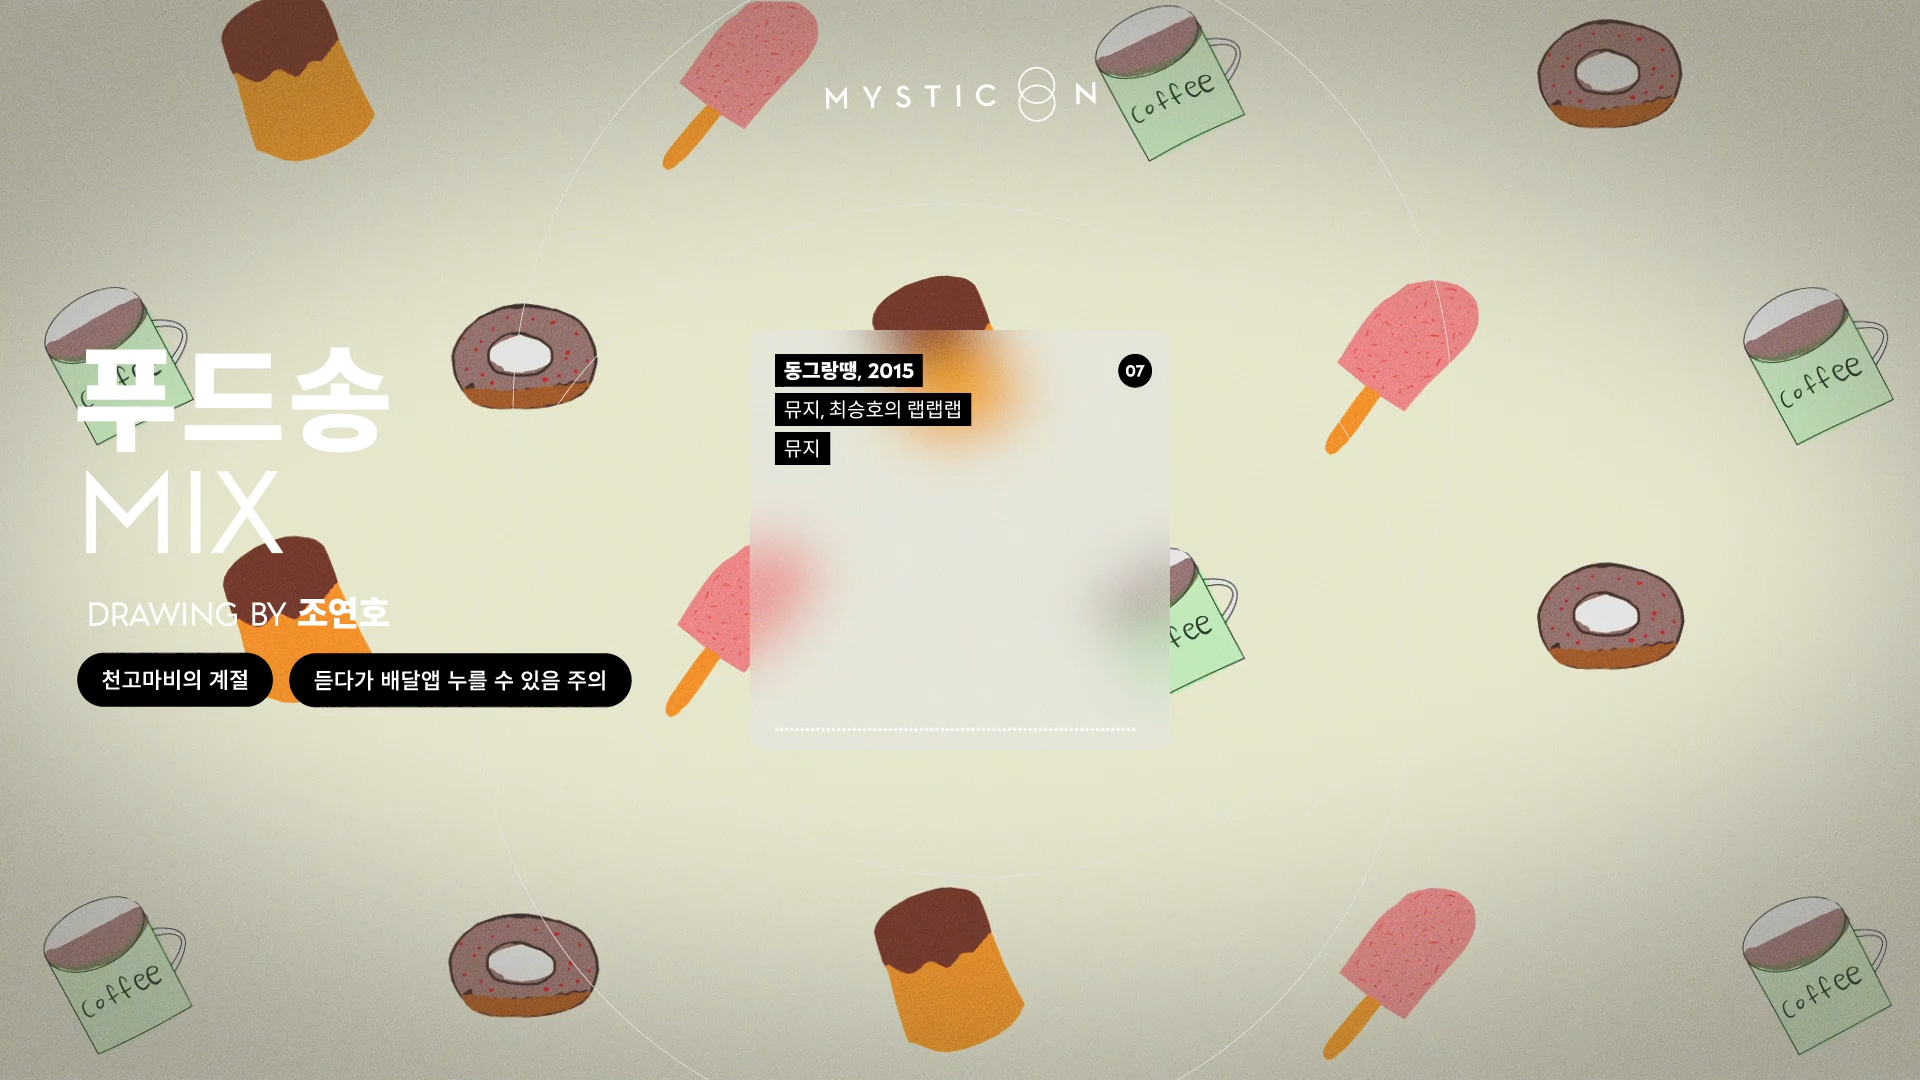 MYSTIC ON
Coffee
Coffee
푸드송
MIX
DRAWING BY 조연호
천고마비의 계절
듣다가 배달앱 누를 수 있음 주의
동그랑땡, 2015
07
뮤지, 최승호의 랩랩랩
뮤지
Coffee
fee
Coffee
Coffee